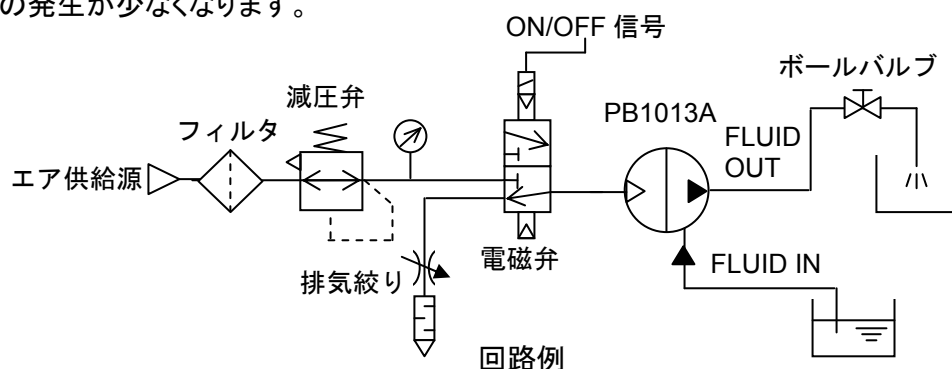 の発生が少なくなります。
ON/OFF 信号
ボールバルブ
減圧弁
PB1013A
フィルタ
FLUID
OUT
エア供給源
電磁弁
FLUID IN
排気絞り
回路例